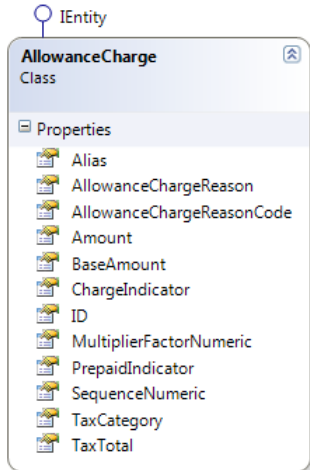 IEntity
AllowanceCharge
Class
Properties
Alias
AllowanceChargeReason
AllowanceChargeReasonCode
Amount
BaseAmount
ChargeIndicator
ID
MultiplierFactorNumeric
PrepaidIndicator
SequenceNumeric
TaxCategory
TaxTotal